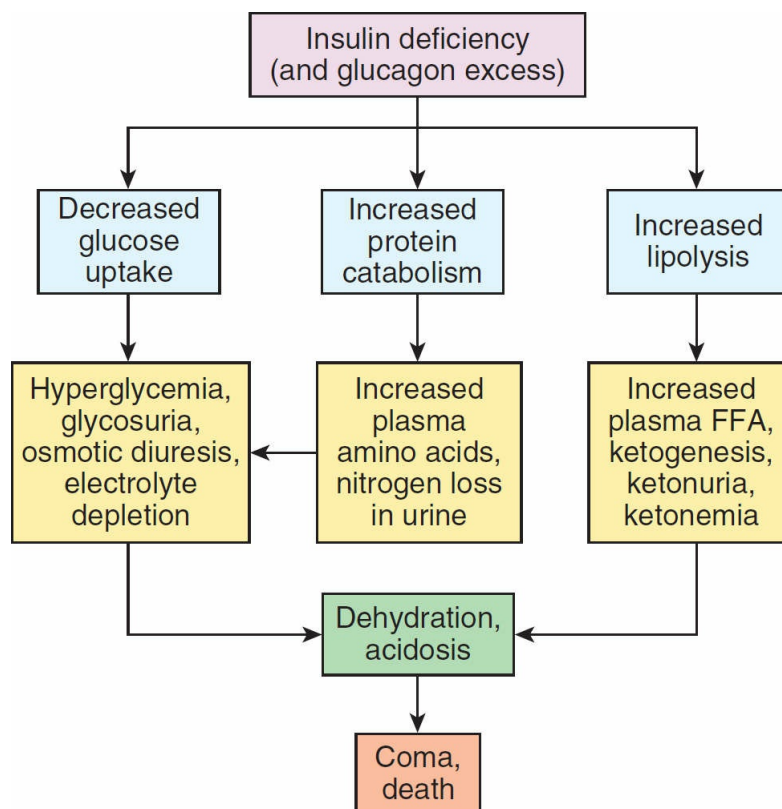 Insulin deficiency
(and glucagon excess)
Decreased
glucose
uptake
Increased
protein
catabolism
Increased
lipolysis
Hyperglycemia,
glycosuria,
osmotic diuresis,
electrolyte
depletion
Increased
plasma
amino acids,
nitrogen loss
in urine
Increased
plasma FFA,
ketogenesis,
ketonuria,
ketonemia
Dehydration,
acidosis
Coma,
death